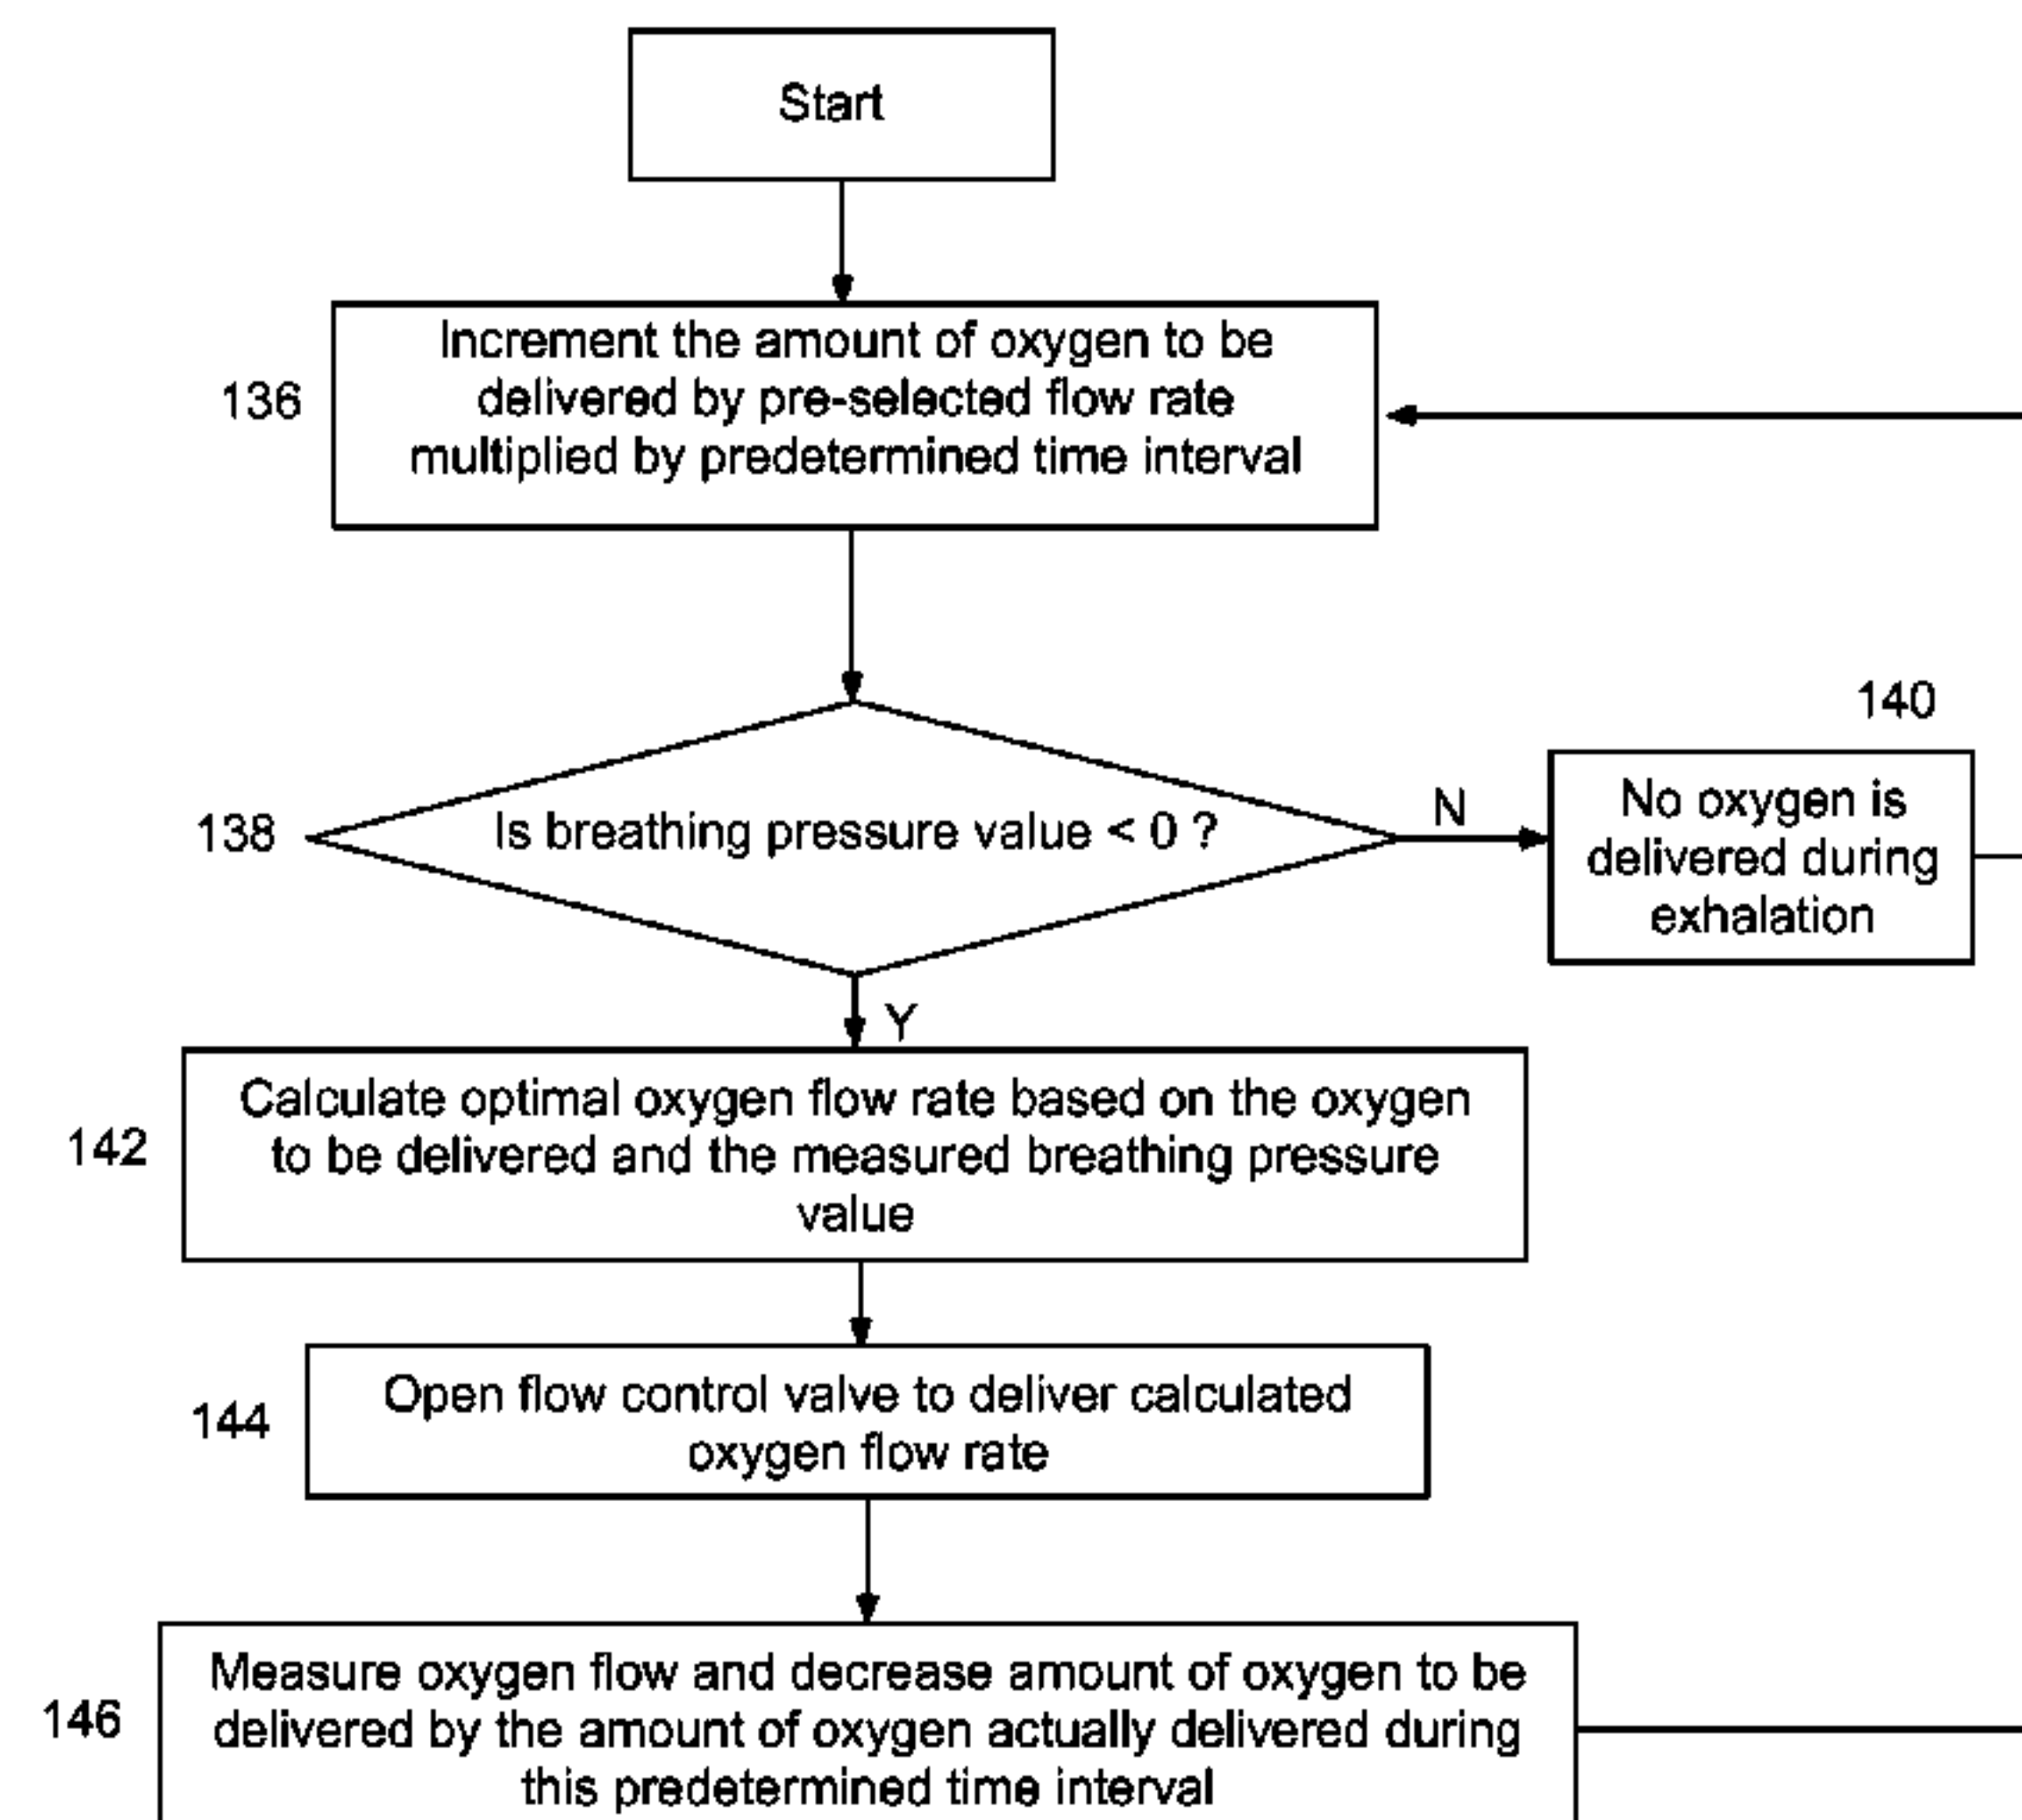 Start
136
Increment the amount of oxygen to be
delivered by pre-selected flow rate
multiplied by predetermined time interval
138
Is breathing pressure value < 0 ?
N
140
No oxygen is
delivered during
exhalation
Y
142
Calculate optimal oxygen flow rate based on the oxygen
to be delivered and the measured breathing pressure
value
144
Open flow control valve to deliver calculated
oxygen flow rate
146
Measure oxygen flow and decrease amount of oxygen to be
delivered by the amount of oxygen actually delivered during
this predetermined time interval